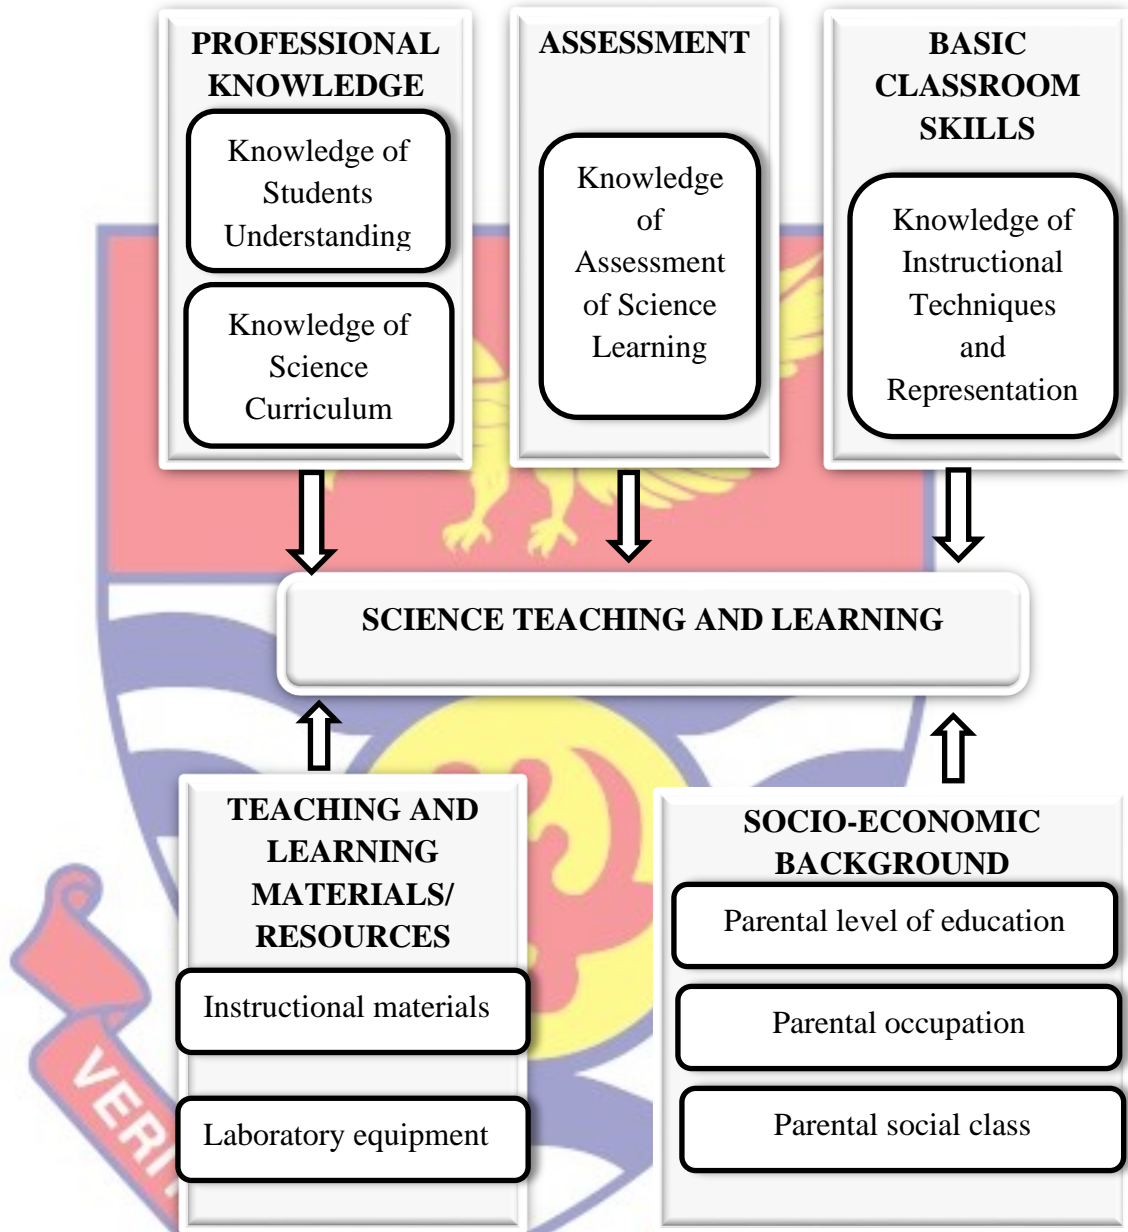 PROFESSIONAL
KNOWLEDGE
Knowledge of
Students
Understanding
Knowledge of
Science
Curriculum
ASSESSMENT
Knowledge
of
Assessment
of Science
Learning
BASIC
CLASSROOM
SKILLS
Knowledge of
Instructional
Techniques
and
Representation
SCIENCE TEACHING AND LEARNING
TEACHING AND
LEARNING
MATERIALS/
RESOURCES
Instructional materials
Laboratory equipment
SOCIO-ECONOMIC
BACKGROUND
Parental level of education
Parental occupation
Parental social class